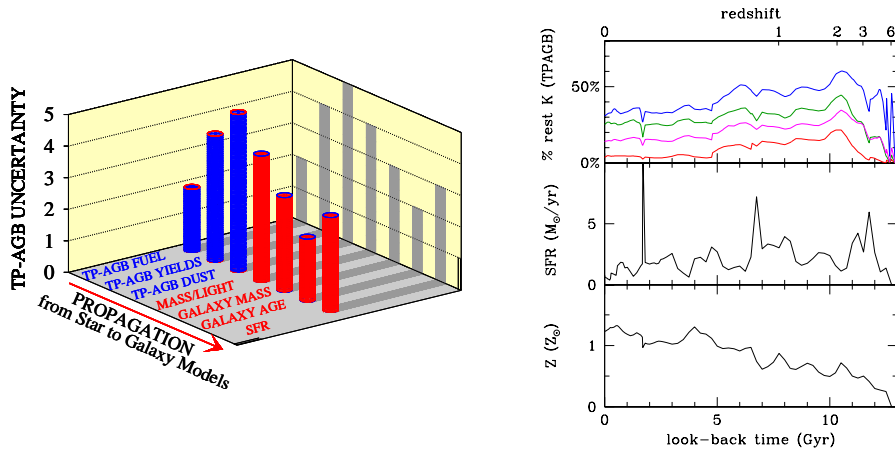 TP-AGB UNCERTAINTY
5
4
3
2
1
0
TP-AGB FUEL
TP-AGB YIELDS
TP-AGB DUST
MASS/LIGHT
GALAXY MASS
GALAXY AGE
SFR
PROPAGATION
from Star to Galaxy Models
redshift
0 1 2 3 6
% rest K (TPAGB)
50%
0%
SFR (M☉/yr)
5
0
Z (Z☉)
1
0
0 5 10
look-back time (Gyr)